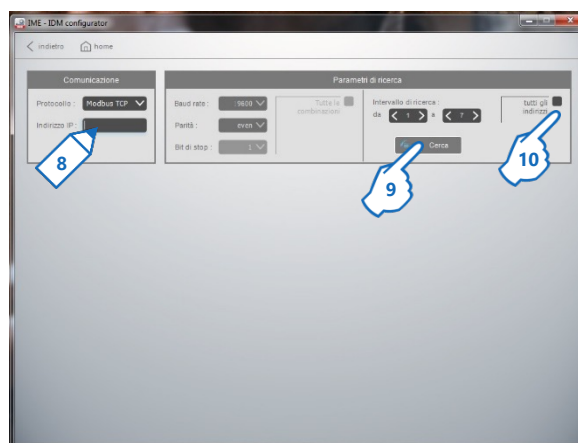 IME - IDM configurator
indietro
home
Comunicazione
Protocollo :
Modbus TCP
Indirizzo IP :
8
Parametri di ricerca
Baud rate :
Parità :
even
Bit di stop :
1
Tutte le
combinazioni
Intervallo di ricerca :
da
1
a
7
Cerca
9
tutti gli
indirizzi
10